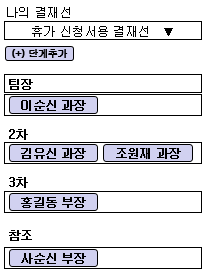 나의 결재선
휴가 신청서용 결재선 ▼
(+) 단계추가
팀장
이순신 과장
2차
김유신 과장 조원재 과장
3차
홍길동 부장
참조
사순신 부장